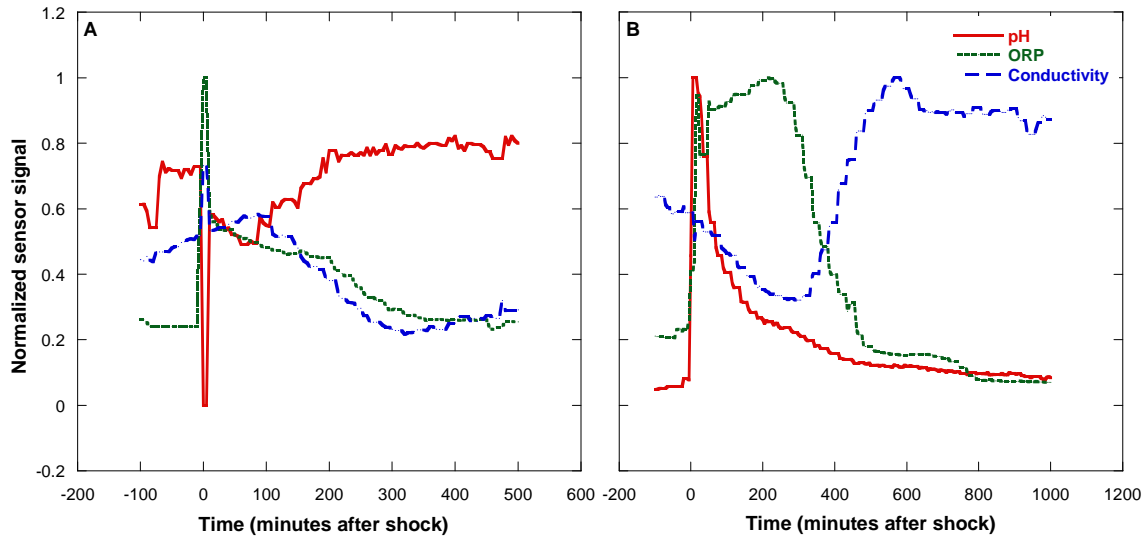 A
B
pH
ORP
Conductivity
Normalized sensor signal
1.2
1
0.8
0.6
0.4
0.2
0
-0.2
-200 -100 0 100 200 300 400 500 600
-200 0 200 400 600 800 1000 1200
Time (minutes after shock)
Time (minutes after shock)